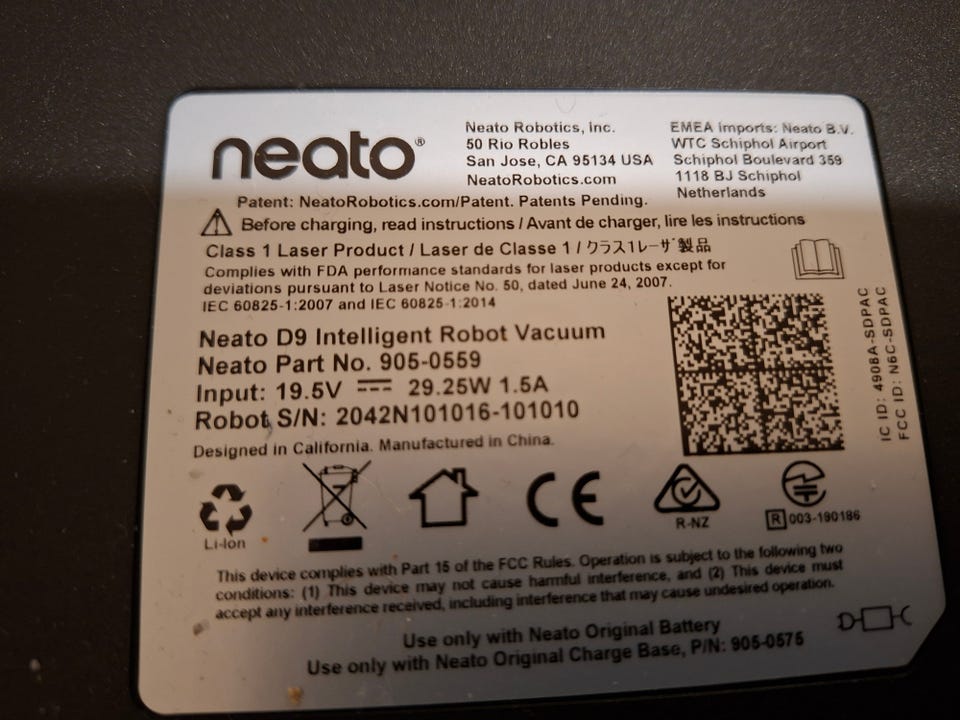 neato®
Neato Robotics, Inc.
50 Rio Robles
San Jose, CA 95134 USA
NeatoRobotics.com
EMEA Imports: Neato B.V.
WTC Schiphol Airport
Schiphol Boulevard 359
1118 BJ Schiphol
Netherlands
Patent: NeatoRobotics.com/Patent. Patents Pending.
Before charging, read instructions / Avant de charger, lire les instructions
Class 1 Laser Product / Laser de Classe 1 / クラス1レーザ製品
Complies with FDA performance standards for laser products except for
deviations pursuant to Laser Notice No. 50, dated June 24, 2007.
IEC 60825-1:2007 and IEC 60825-1:2014
Neato D9 Intelligent Robot Vacuum
Neato Part No. 905-0559
Input: 19.5V 29.25W 1.5A
Robot S/N: 2042N101016-101010
Designed in California. Manufactured in China.
IC ID: 4908A-SDPAC
FCC ID: N6C-SDPAC
Li-Ion
CE
R-NZ
R 003-190186
This device complies with Part 15 of the FCC Rules. Operation is subject to the following two
conditions: (1) This device may not cause harmful interference, and (2) This device must
accept any interference received, including interference that may cause undesired operation.
Use only with Neato Original Battery
Use only with Neato Original Charge Base, P/N: 905-0575